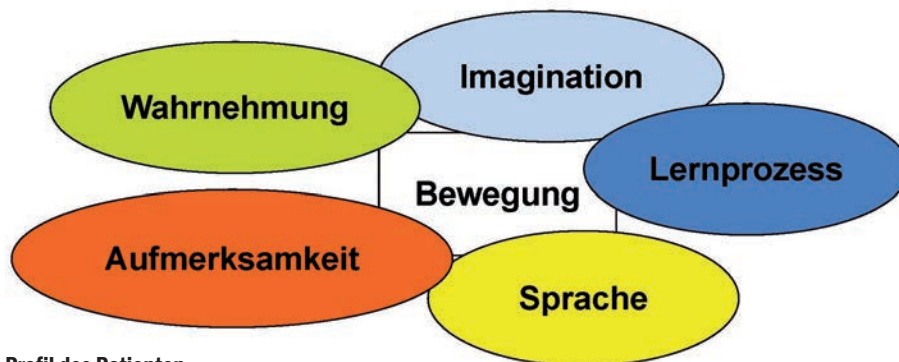 Imagination
Wahrnehmung
Lernprozess
Bewegung
Aufmerksamkeit
Sprache